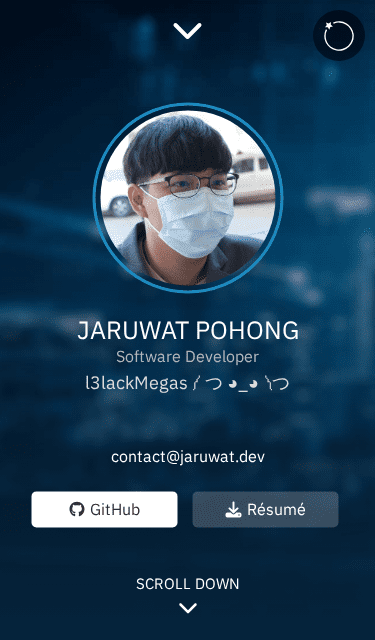 JARUWAT POHONG
Software Developer
l3lackMegas ༼ つ ◕_◕ ༽つ
contact@jaruwat.dev
GitHub
Résumé
SCROLL DOWN